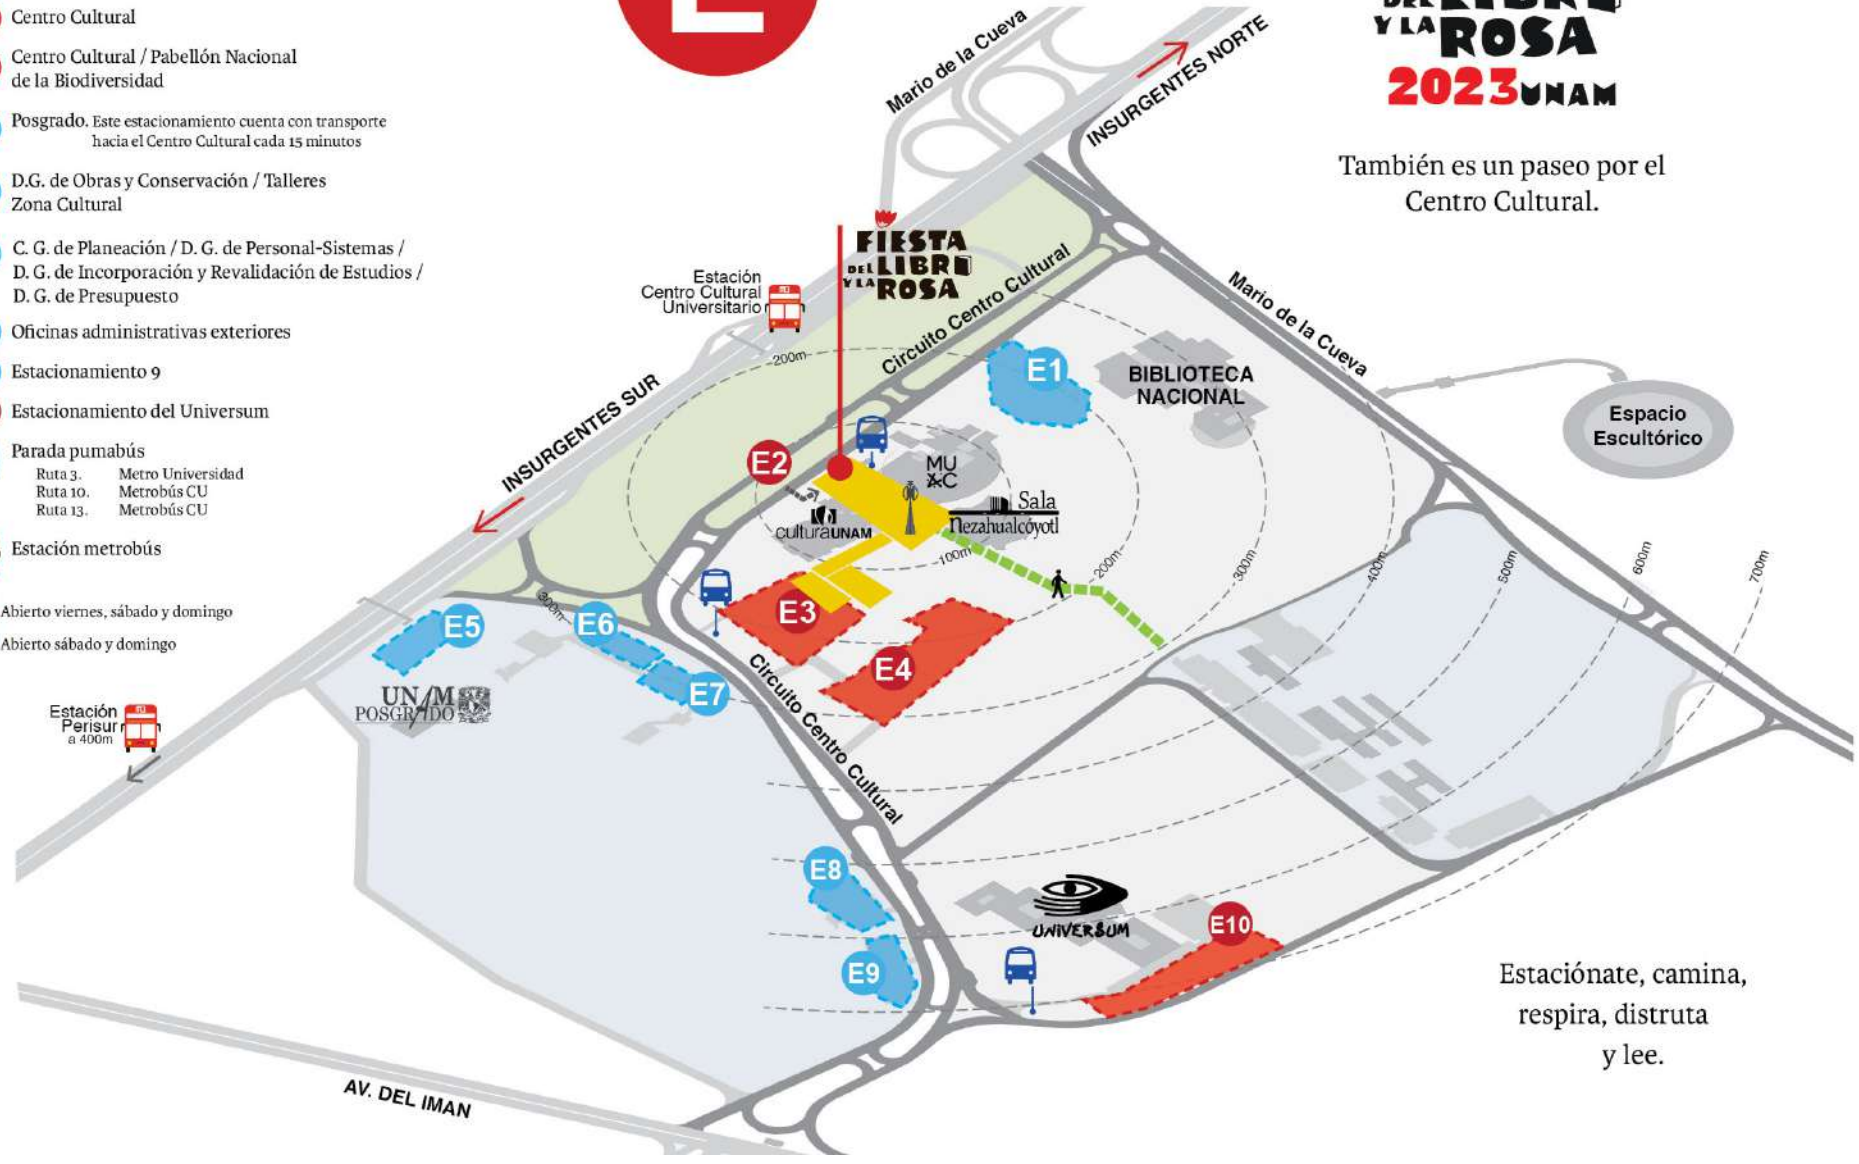 Centro Cultural
Centro Cultural / Pabellón Nacional
de la Biodiversidad
Posgrado. Este estacionamiento cuenta con transporte
hacia el Centro Cultural cada 15 minutos
D.G. de Obras y Conservación / Talleres
Zona Cultural
C. G. de Planeación / D. G. de Personal-Sistemas /
D. G. de Incorporación y Revalidación de Estudios /
D. G. de Presupuesto
Oficinas administrativas exteriores
Estacionamiento 9
Estacionamiento del Universum
Parada pumabús
Ruta 3. Metro Universidad
Ruta 10. Metrobús CU
Ruta 13. Metrobús CU
Estación metrobús
Abierto viernes, sábado y domingo
Abierto sábado y domingo
E
DEL LIBRO
Y LA ROSA
2023 UNAM
También es un paseo por el
Centro Cultural.
Mario de la Cueva
INSURGENTES NORTE
FIESTA
DEL LIBRO
Y LA ROSA
Estación
Centro Cultural
Universitario
Circuito Centro Cultural
Mario de la Cueva
200m
E1
BIBLIOTECA
NACIONAL
Espacio
Escultórico
INSURGENTES SUR
E2
MU
AC
Sala
Nezahualcóyotl
culturaUNAM
100m
200m
300m
400m
500m
600m
700m
300m
E3
E4
E5
E6
E7
UNAM
POSGRADO
Estación
Perisur
a 400m
Circuito Centro Cultural
E8
E9
UNIVERSUM
E10
AV. DEL IMAN
Estaciónate, camina,
respira, distruta
y lee.